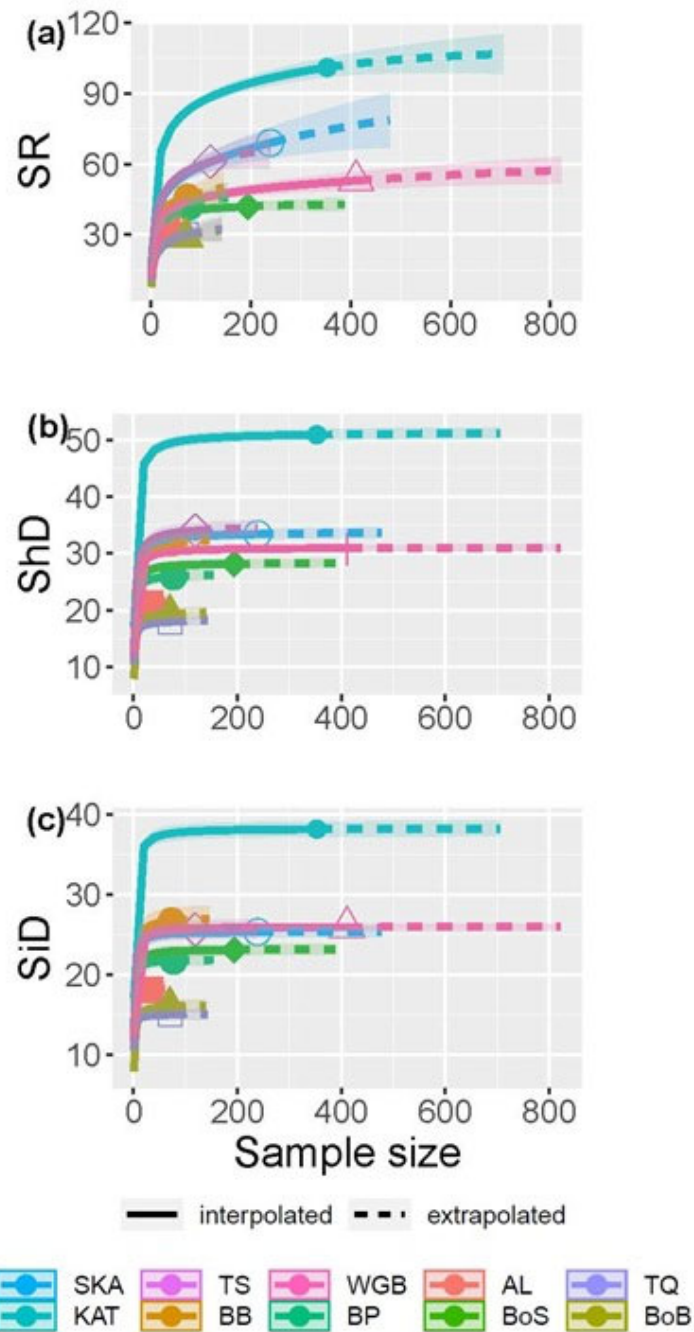 (a)
120
90
60
30
SR
0 200 400 600 800
(b)
50
40
30
20
10
ShD
0 200 400 600 800
(c)
40
30
20
10
SiD
0 200 400 600 800
Sample size
interpolated extrapolated
SKA TS WGB AL TQ
KAT BB BP BoS BoB